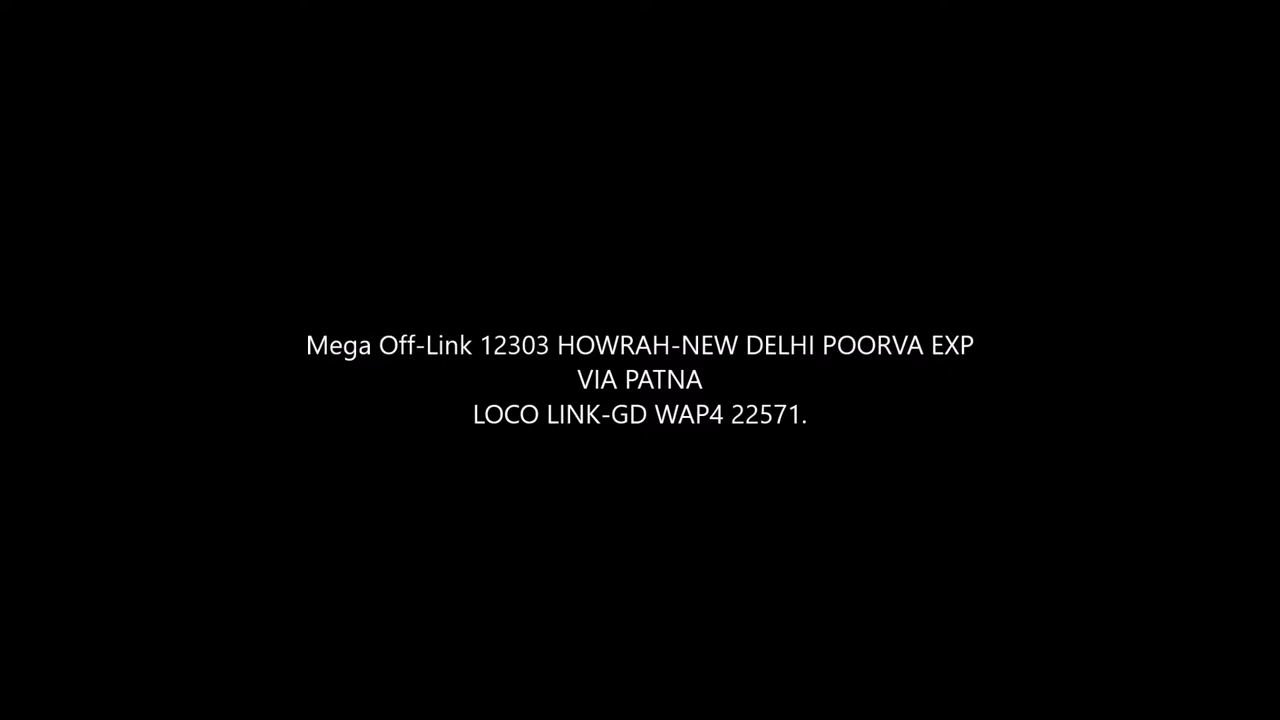 Mega Off-Link 12303 HOWRAH-NEW DELHI POORVA EXP
VIA PATNA
LOCO LINK-GD WAP4 22571.